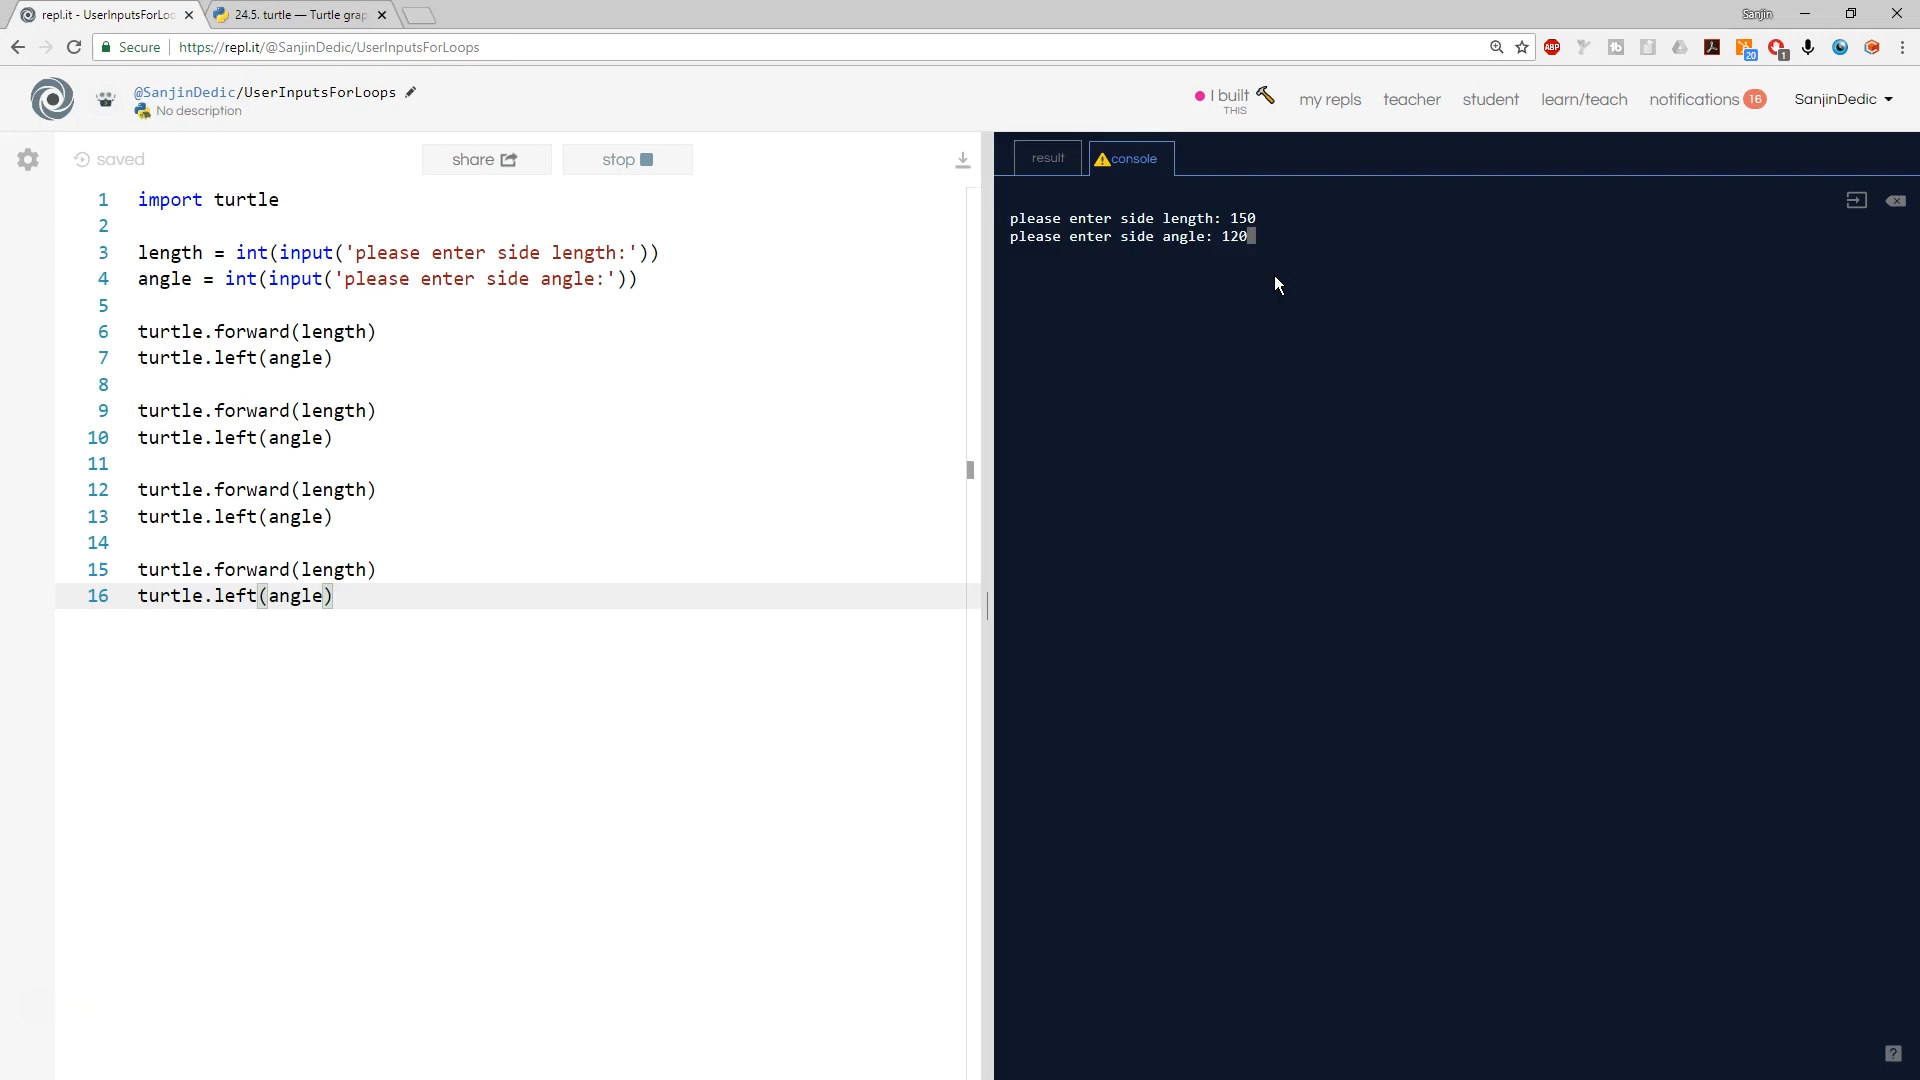 repl.it - UserInputsForLoo
24.5. turtle — Turtle grap
Sanjin
Secure
https://repl.it/@SanjinDedic/UserInputsForLoops
ABP
20
1
@SanjinDedic/UserInputsForLoops
No description
I built
THIS
my repls
teacher
student
learn/teach
notifications 16
SanjinDedic
saved
share
stop
result
console
1 import turtle
2
3 length = int(input('please enter side length:'))
4 angle = int(input('please enter side angle:'))
5
6 turtle.forward(length)
7 turtle.left(angle)
8
9 turtle.forward(length)
10 turtle.left(angle)
11
12 turtle.forward(length)
13 turtle.left(angle)
14
15 turtle.forward(length)
16 turtle.left(angle)
please enter side length: 150
please enter side angle: 120
?